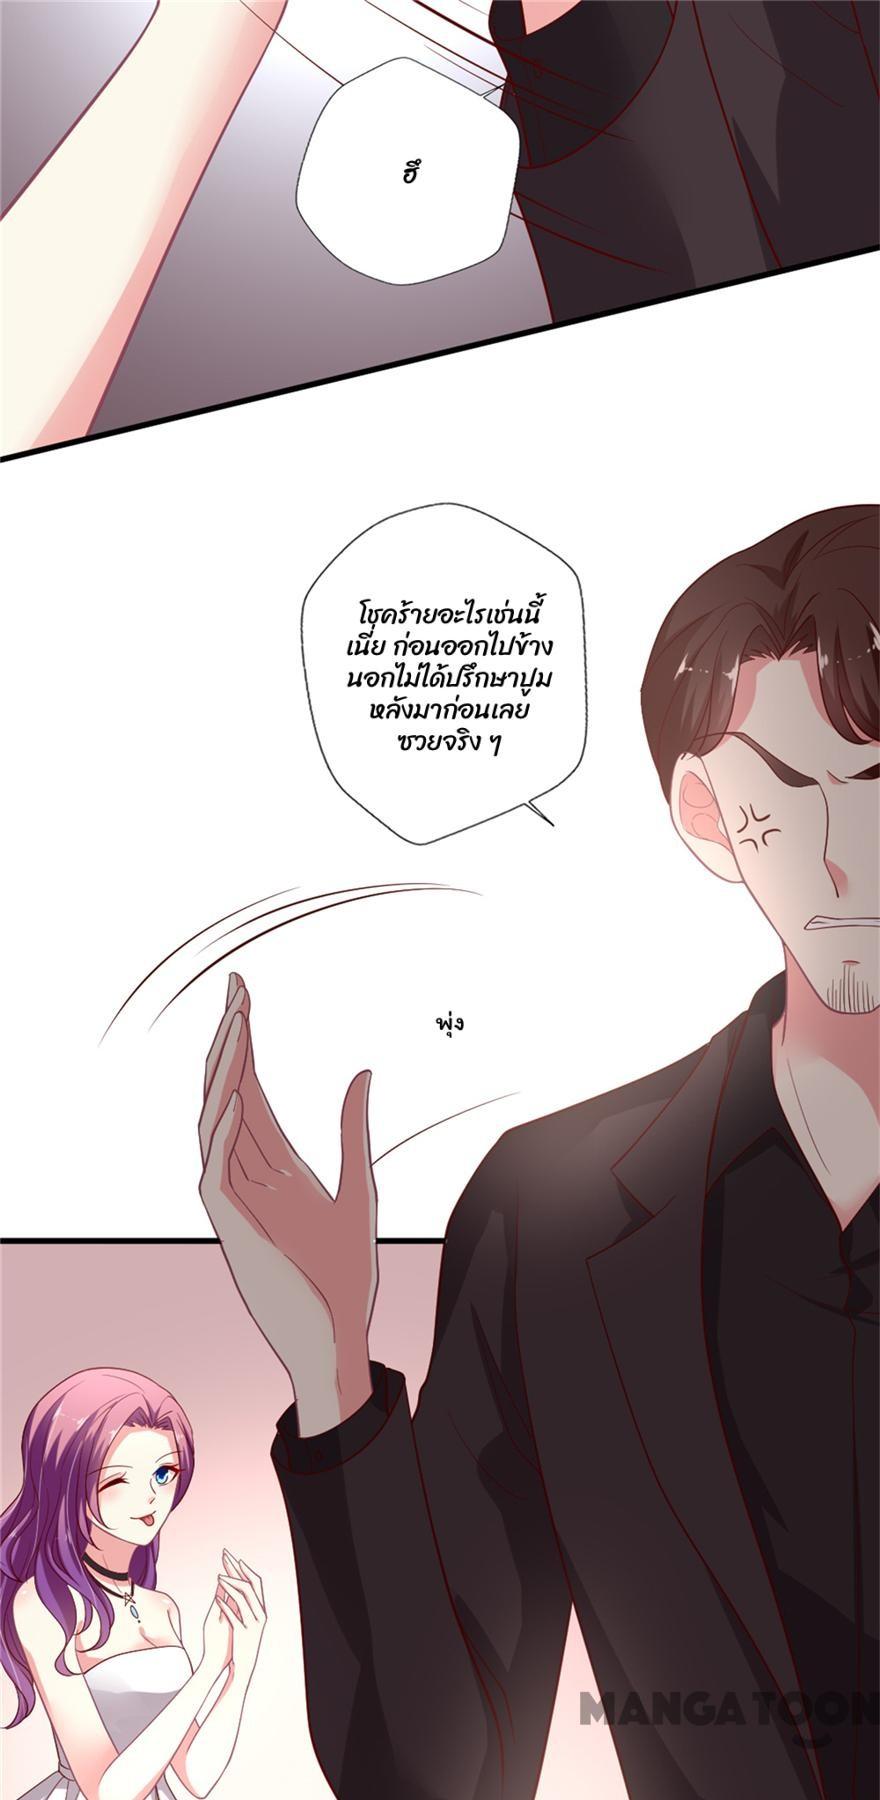 ฮึ
โชคร้ายอะไรเช่นนี้
เนี่ย ก่อนออกไปข้าง
นอกไม่ได้ปรึกษาปูม
หลังมาก่อนเลย
ซวยจริง ๆ
พุ่ง
MANGATOON